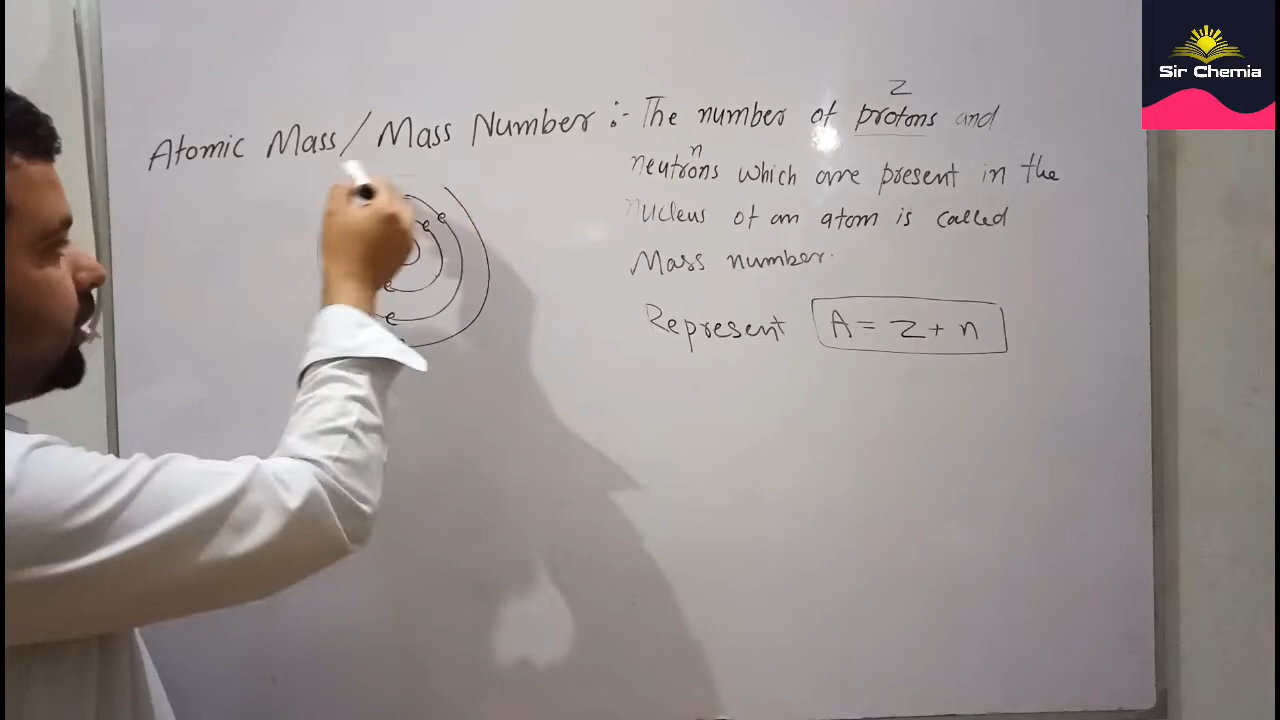 Sir Chemia
Z
Atomic Mass / Mass Number :- The number of protons and
n
neutrons which are present in the
nucleus of an atom is called
Mass number.
Represent A = Z + n
e e
e
e